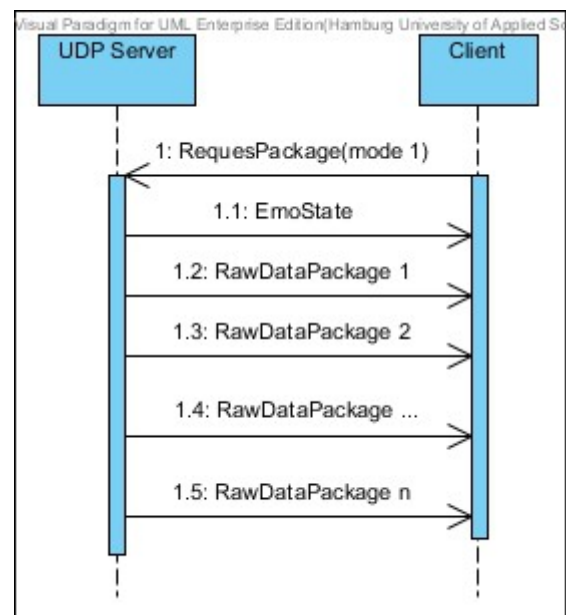 Visual Paradigm for UML Enterprise Edition(Hamburg University of Applied Sc
UDP Server
Client
1: RequesPackage(mode 1)
1.1: EmoState
1.2: RawDataPackage 1
1.3: RawDataPackage 2
1.4: RawDataPackage ...
1.5: RawDataPackage n